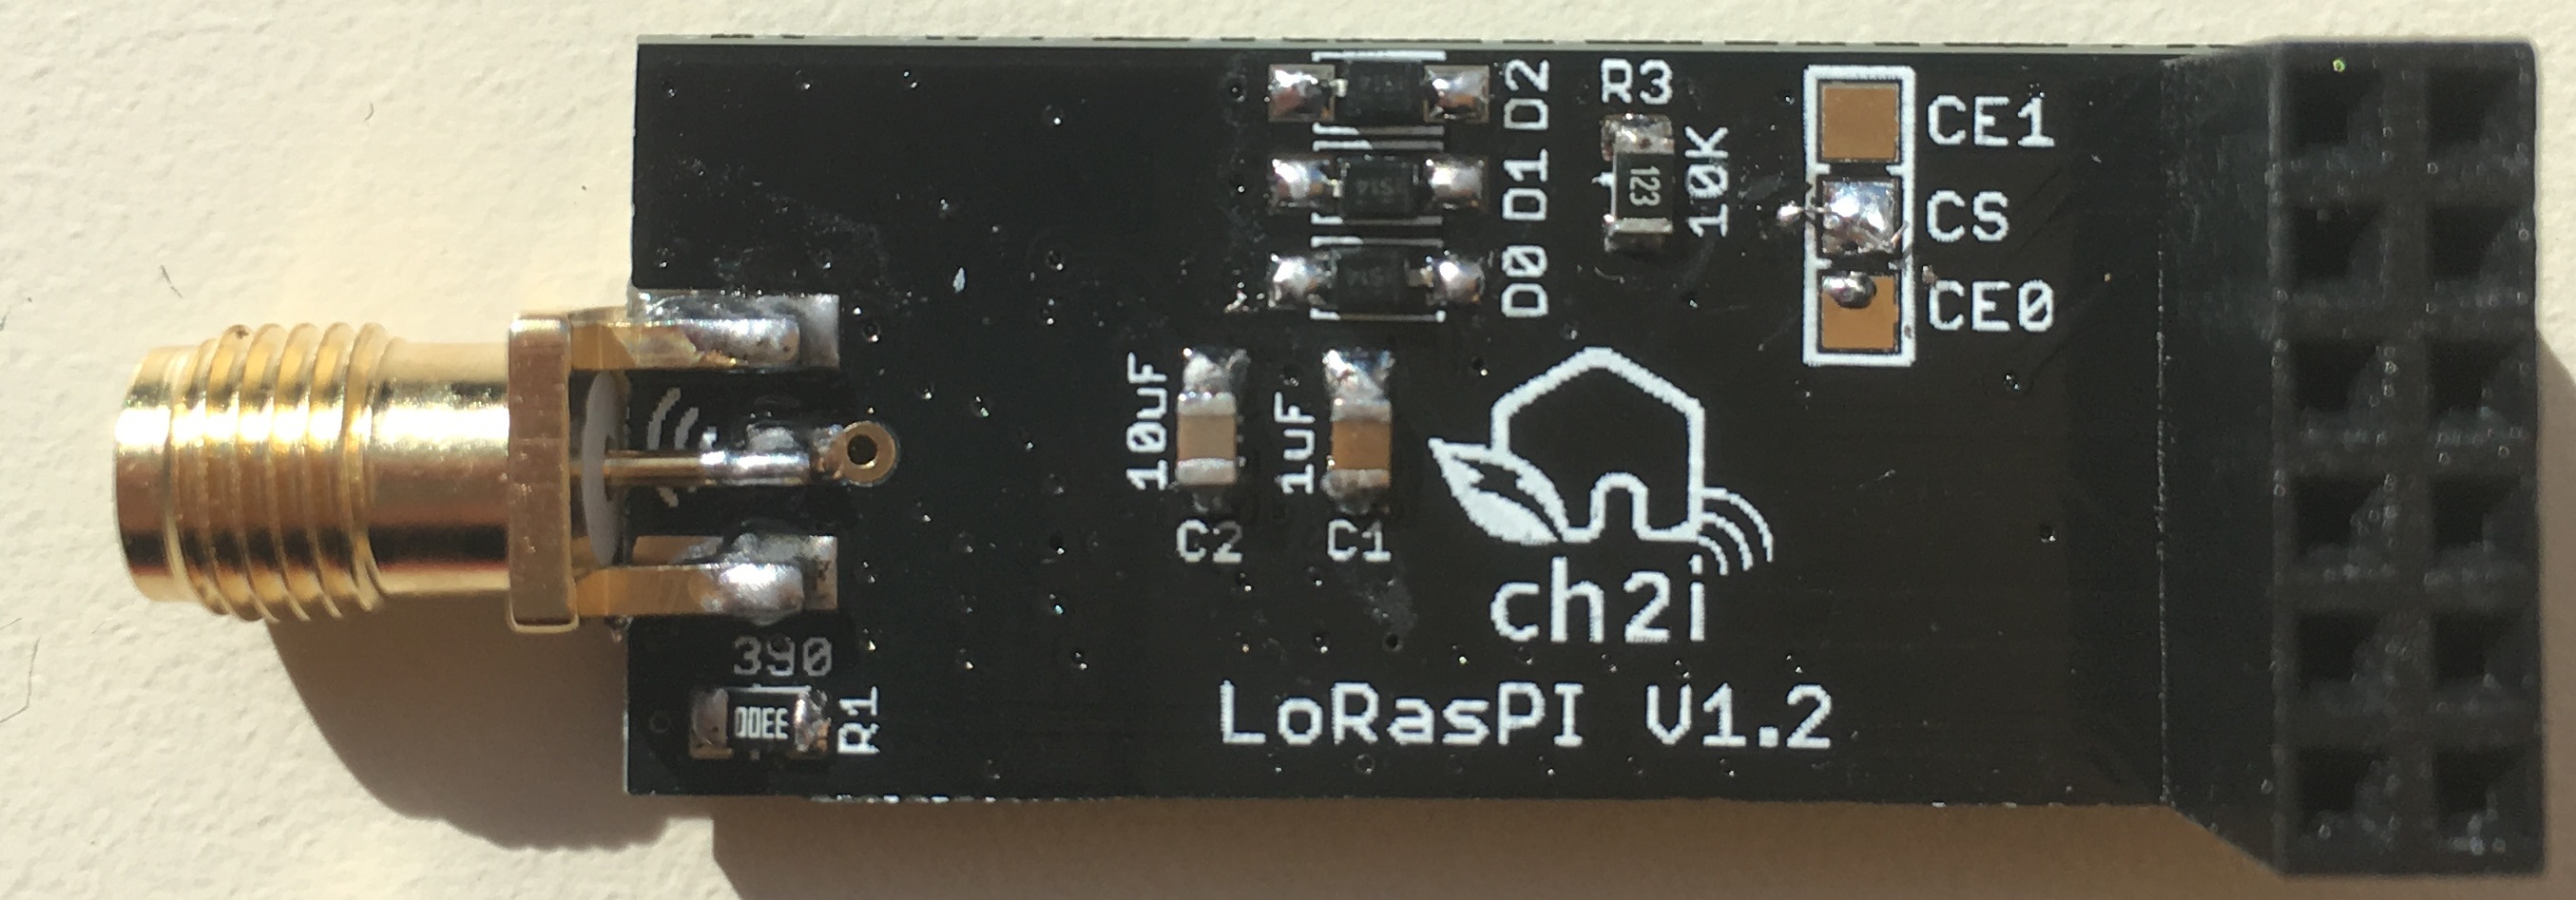 D2
D1
D0
R3
10K
123
CE1
CS
CE0
S14
10uF
1uF
C2
C1
ch2i
390
R1
LoRasPI V1.2